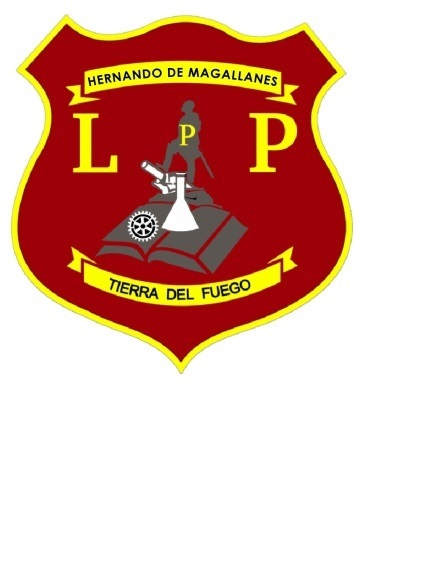 HERNANDO DE MAGALLANES
L P P
TIERRA DEL FUEGO